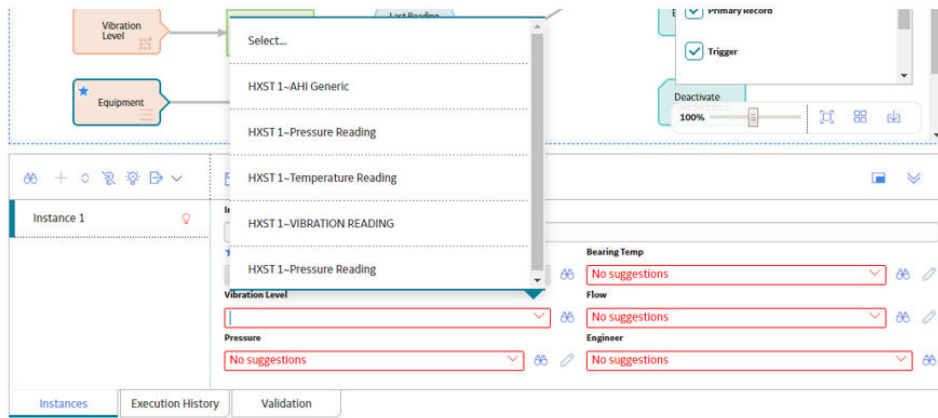 Vibration
Level
Last Reading
Select...
Primary Record
Trigger
HXST 1~AHI Generic
Equipment
Deactivate
100%
HXST 1~Pressure Reading
HXST 1~Temperature Reading
Instance 1
HXST 1~VIBRATION READING
Bearing Temp
HXST 1~Pressure Reading
No suggestions
Vibration Level
Flow
No suggestions
Pressure
Engineer
No suggestions
No suggestions
Instances
Execution History
Validation